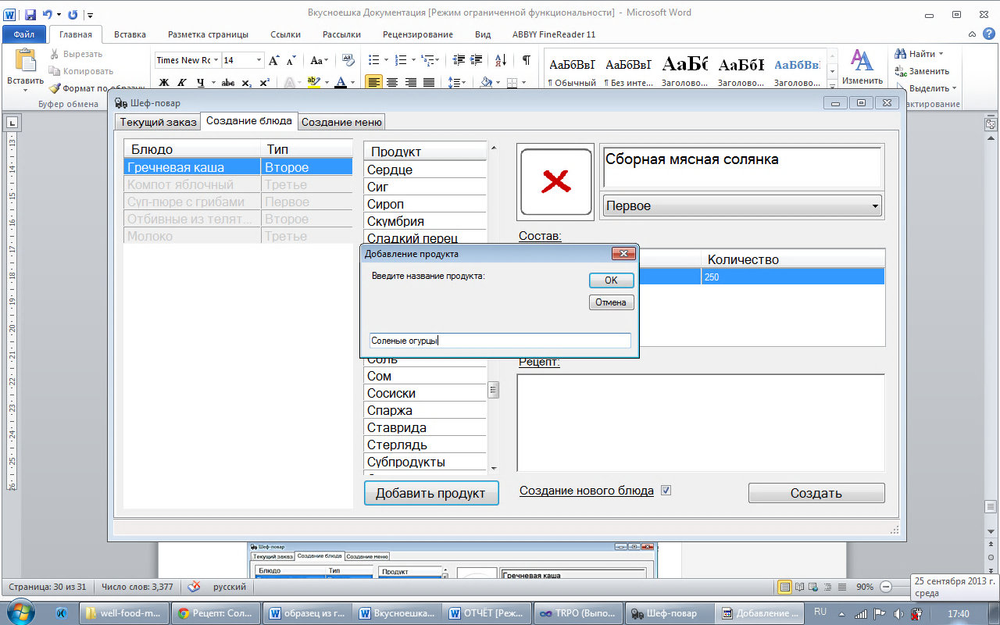 Вкусноешка Документация [Режим ограниченной функциональности] - Microsoft Word
Файл Главная Вставка Разметка страницы Ссылки Рассылки Рецензирование Вид ABBYY FineReader 11
Вставить
Вырезать
Копировать
Формат по образцу
Буфер обмена
Times New Rc 14
Ж К Ч abc x₂ x²
АаБбВвІ АаБбВвІ АаБб АаБбІ АаБбВві
¶ Обычный ¶ Без инте... Заголово... Заголово... Заголово...
Изменить
Найти
Заменить
Выделить
актирование
Шеф-повар
Текущий заказ Создание блюда Создание меню
Блюдо Тип
Гречневая каша Второе
Компот яблочный Третье
Суп-пюре с грибами Первое
Отбивные из телят... Второе
Молоко Третье
Продукт
Сердце
Сиг
Сироп
Скумбрия
Сладкий перец
Соль
Сом
Сосиски
Спаржа
Ставрида
Стерлядь
Субпродукты
Добавить продукт
Сборная мясная солянка
Первое
Состав:
Количество
250
Рецепт:
Создание нового блюда
Создать
Добавление продукта
Введите название продукта:
OK
Отмена
Соленые огурцы
Шеф-повар
Текущий заказ Создание блюда Создание меню
Блюдо Тип Продукт
Гречневая каша
Страница: 30 из 31 Число слов: 3,377 русский 90%
25 сентября 2013 г.
среда
well-food-m... Рецепт: Сол... образец из г... Вкусноешка... ОТЧЁТ [Реж... TRPO (Выпо... Шеф-повар Добавление ... RU 17:40